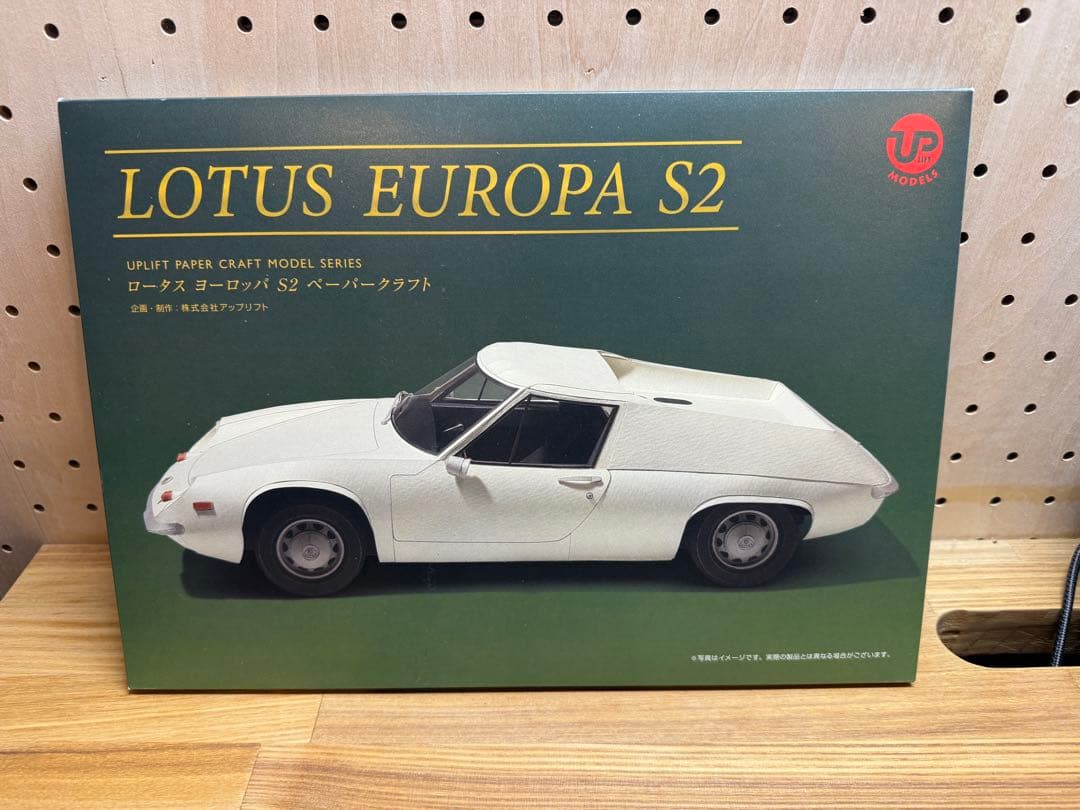 LOTUS EUROPA S2
UP
LIFT
MODELS
UPLIFT PAPER CRAFT MODEL SERIES
ロータス ヨーロッパ S2 ペーパークラフト
企画・制作：株式会社アップリフト
※写真はイメージです。実際の製品とは異なる場合がございます。